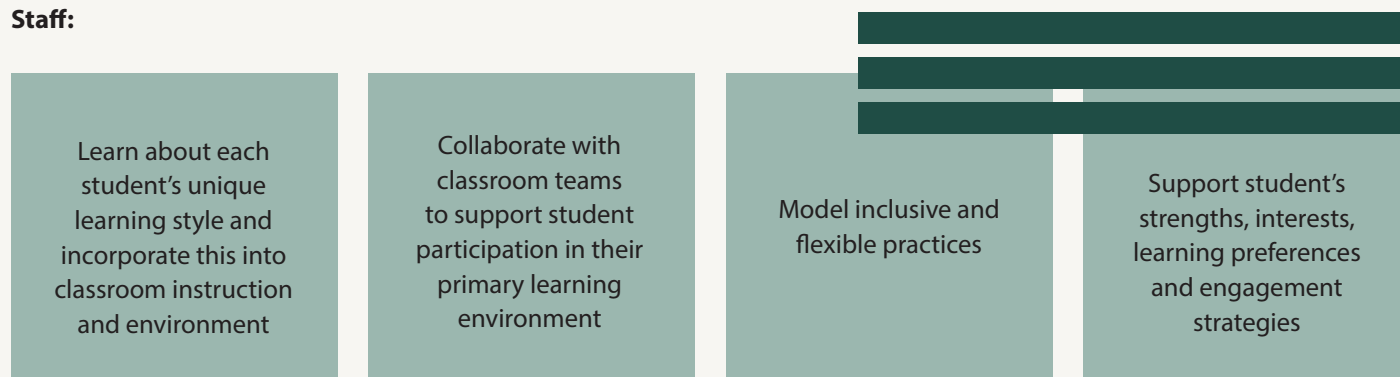 Staff:
Learn about each
student’s unique
learning style and
incorporate this into
classroom instruction
and environment
Collaborate with
classroom teams
to support student
participation in their
primary learning
environment
Model inclusive and
flexible practices
Support student’s
strengths, interests,
learning preferences
and engagement
strategies